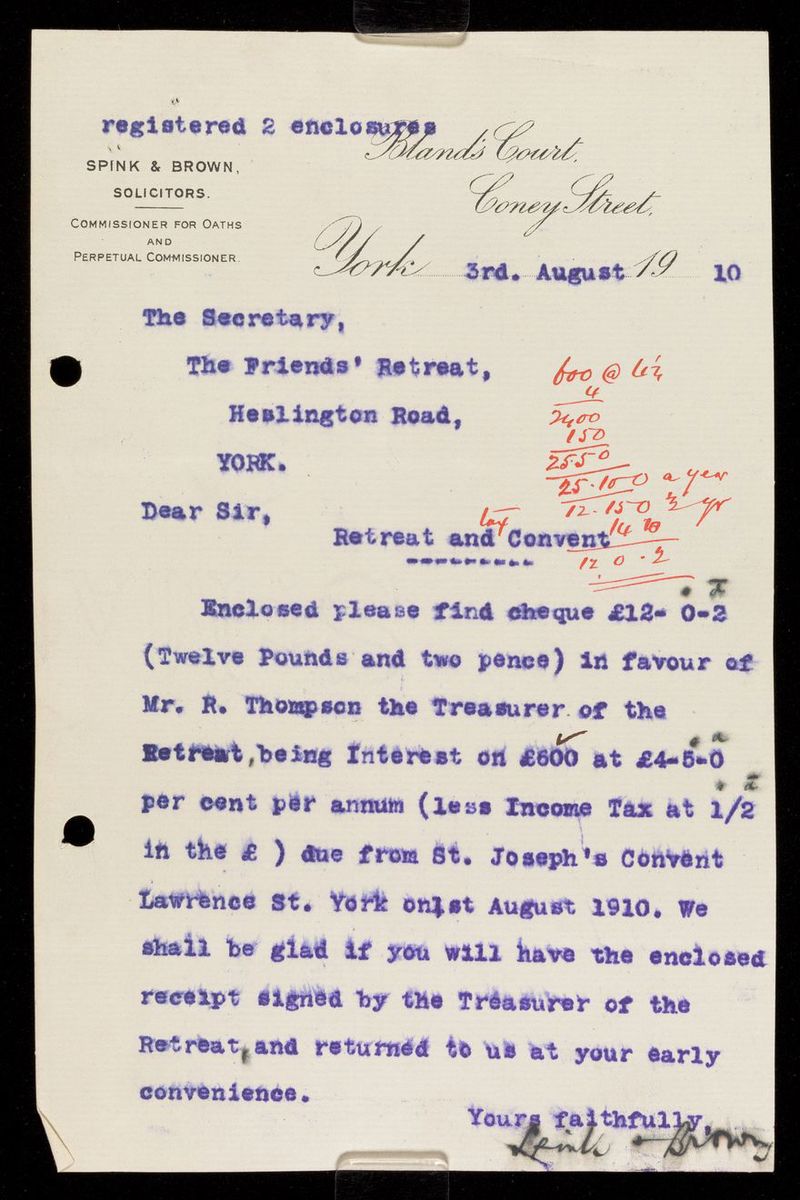 registered 2 enclosures
SPINK & BROWN,
SOLICITORS.
COMMISSIONER FOR OATHS
AND
PERPETUAL COMMISSIONER.
Bland's Court,
Coney Street,
York 3rd. August 1910
The Secretary,
The Friends' Retreat,
Heslington Road,
YORK.
600 @ 4¼
4
2400
150
2550
25.10 0 a year
12.15 0 ½ yr
tax 14 10
12 0 . 2
Dear Sir,
Retreat and Convent
Enclosed please find cheque £12- 0-2
(Twelve Pounds and two pence) in favour of
Mr. R. Thompson the Treasurer of the
Retreat, being Interest on £600 at £4-5-0
per cent per annum (less Income Tax at 1/2
in the £ ) due from St. Joseph's Convent
Lawrence St. York on 1st August 1910. We
shall be glad if you will have the enclosed
receipt signed by the Treasurer of the
Retreat, and returned to us at your early
convenience.
Yours faithfully,
Spink & Brown